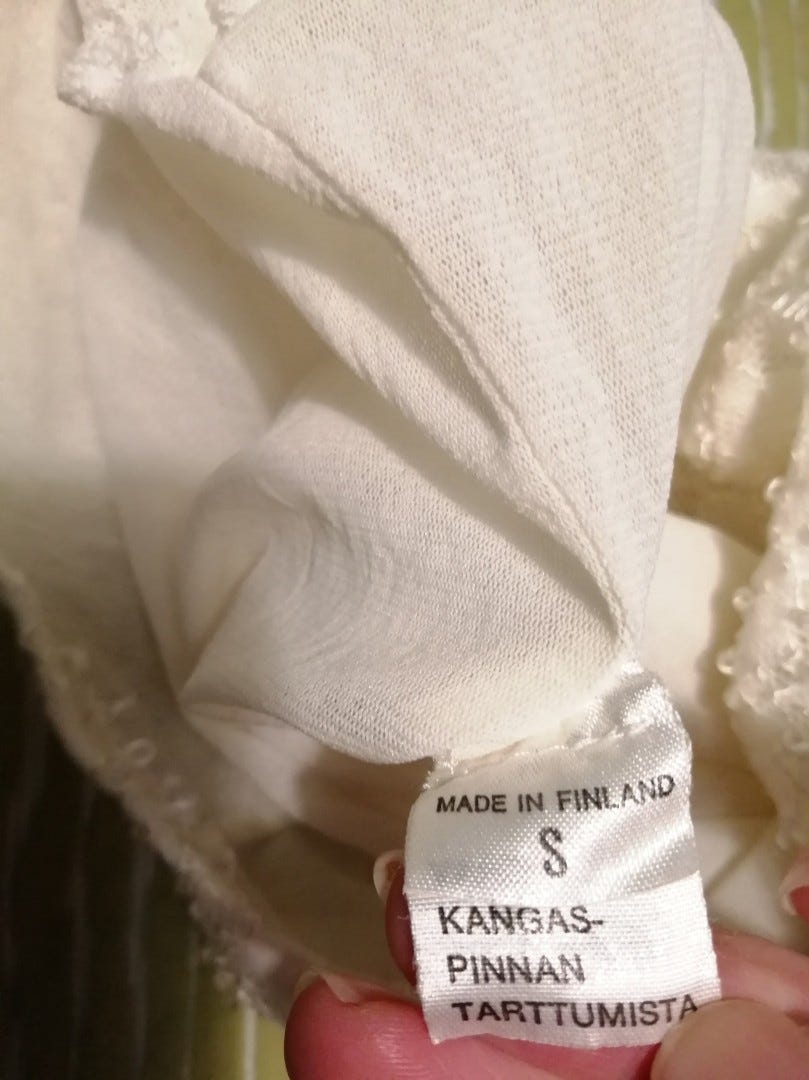 MADE IN FINLAND
S
KANGAS-
PINNAN
TARTTUMISTA